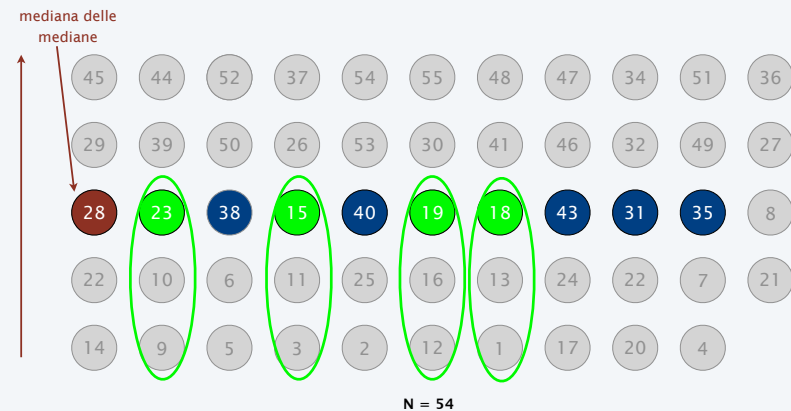 mediana delle
mediane
45 44 52 37 54 55 48 47 34 51 36
29 39 50 26 53 30 41 46 32 49 27
28 23 38 15 40 19 18 43 31 35 8
22 10 6 11 25 16 13 24 22 7 21
14 9 5 3 2 12 1 17 20 4
N = 54